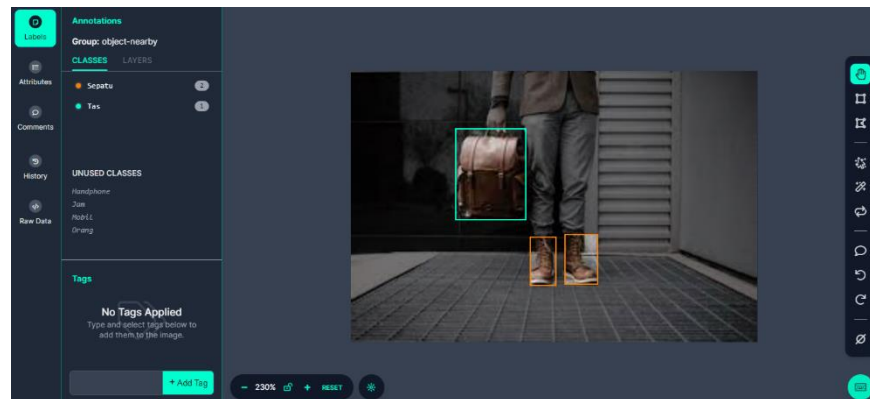 Labels
Attributes
Comments
History
Raw Data
Annotations
Group: object-nearby
CLASSES LAYERS
Sepatu 2
Tas 1
UNUSED CLASSES
Handphone
Jam
Mobil
Orang
Tags
No Tags Applied
Type and select tags below to
add them to the image.
+ Add Tag
− 230% + RESET